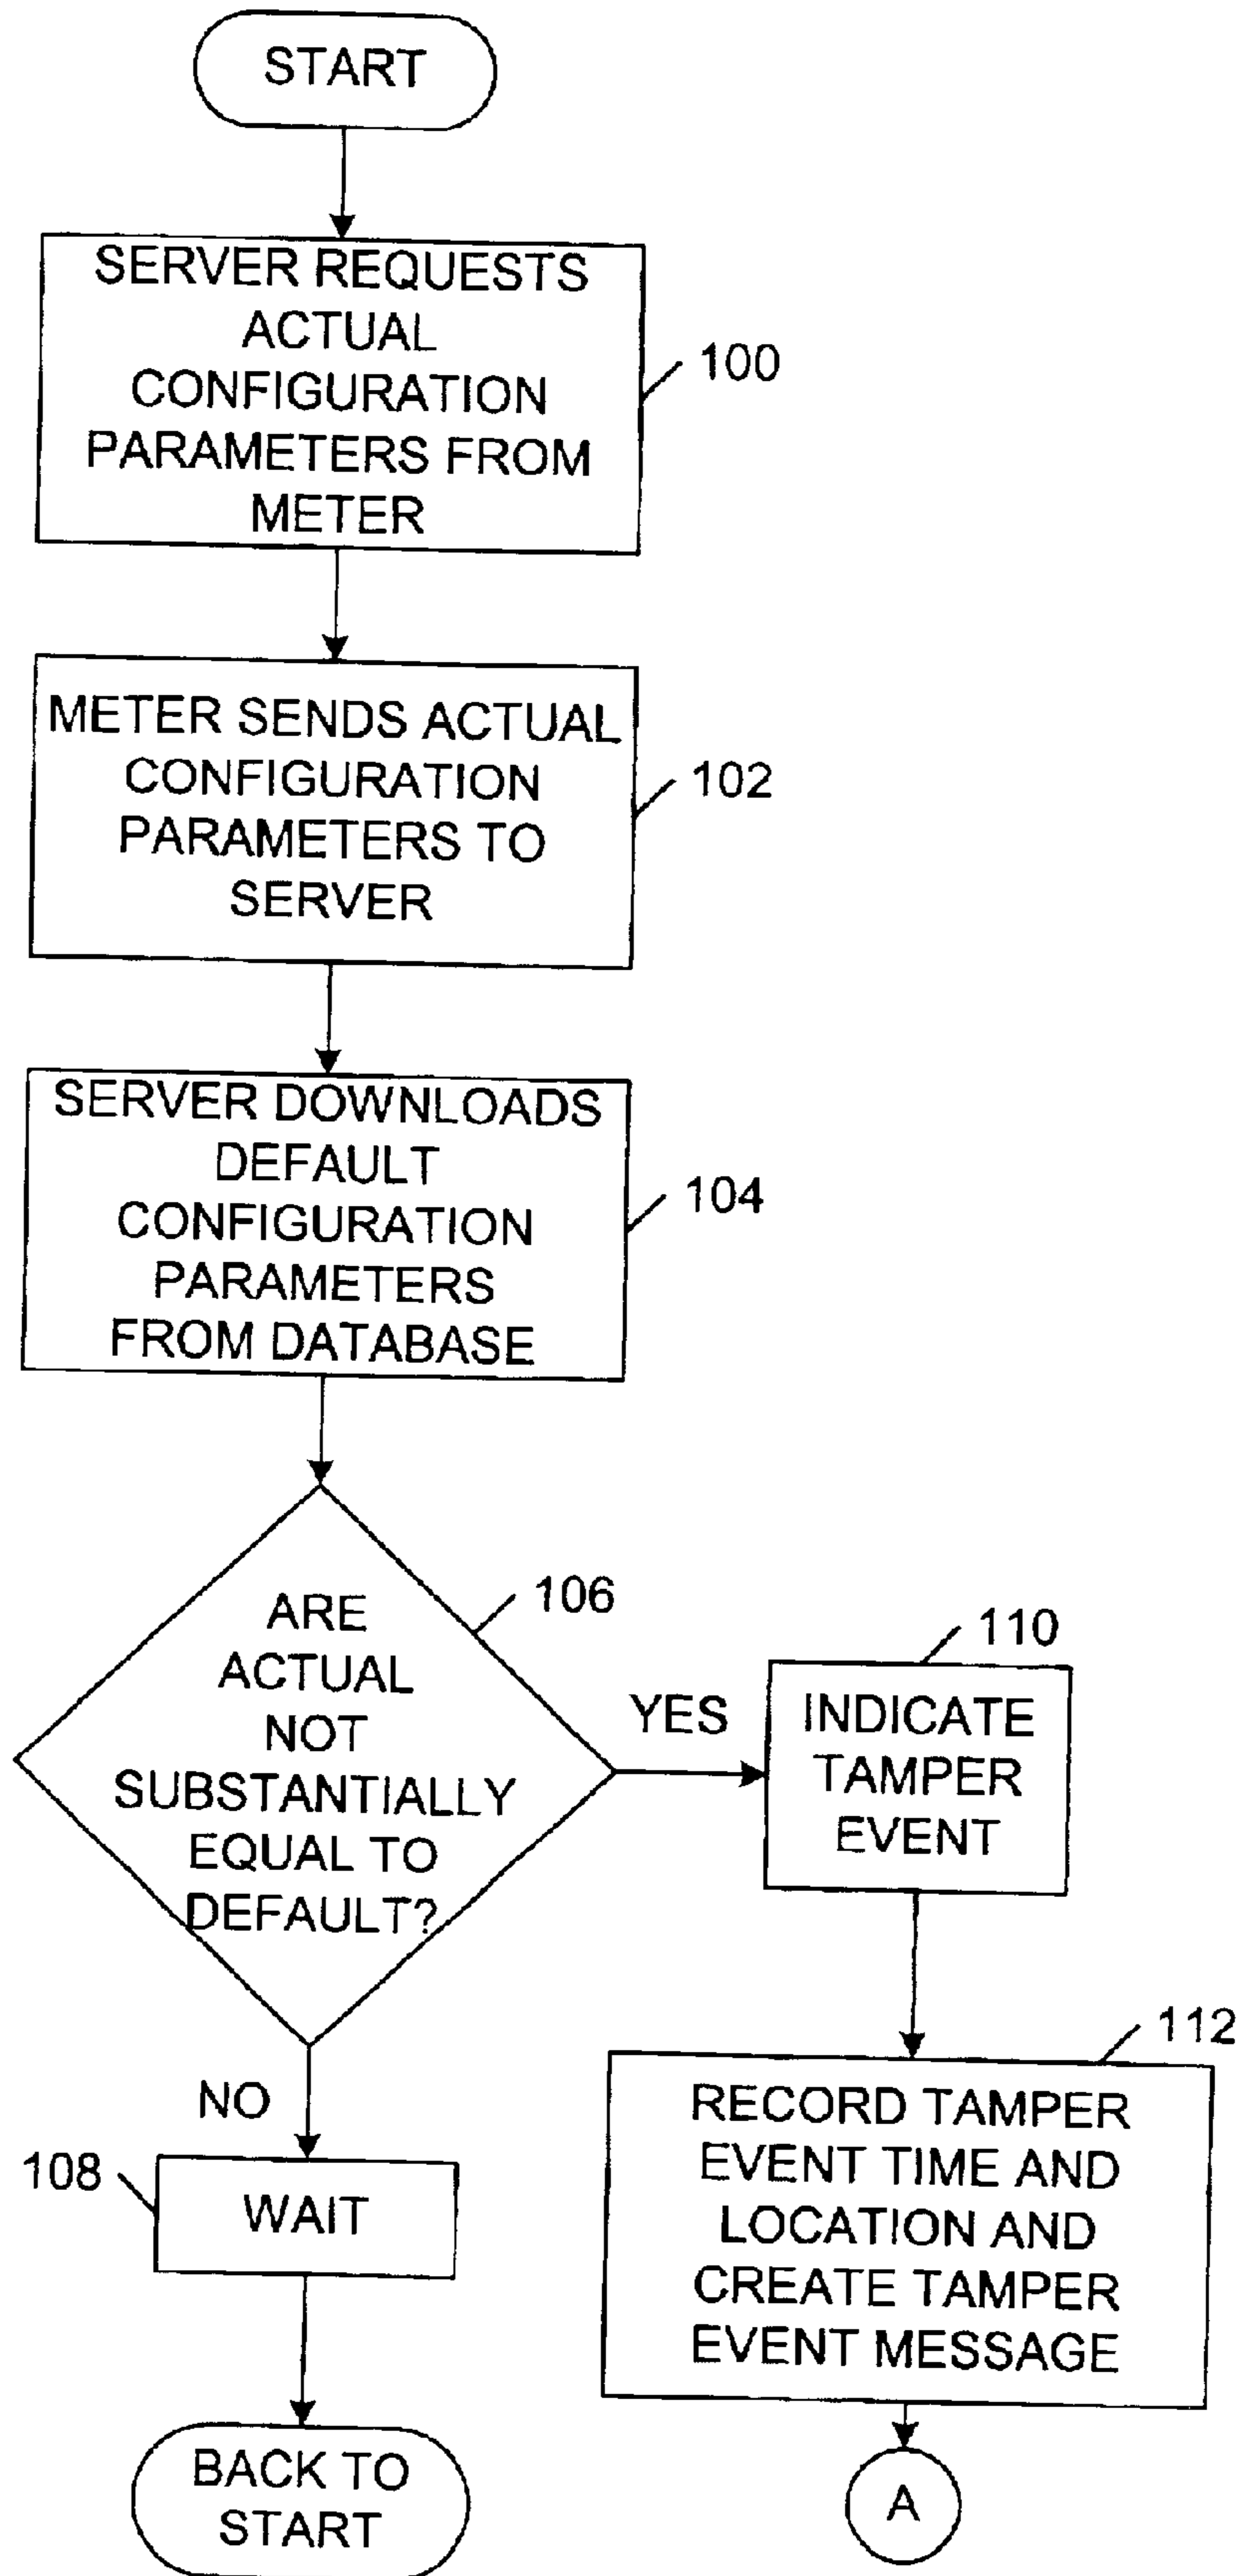 START
SERVER REQUESTS
ACTUAL
CONFIGURATION
PARAMETERS FROM
METER
100
METER SENDS ACTUAL
CONFIGURATION
PARAMETERS TO
SERVER
102
SERVER DOWNLOADS
DEFAULT
CONFIGURATION
PARAMETERS
FROM DATABASE
104
ARE
ACTUAL
NOT
SUBSTANTIALLY
EQUAL TO
DEFAULT?
106
YES
110
INDICATE
TAMPER
EVENT
NO
108
WAIT
112
RECORD TAMPER
EVENT TIME AND
LOCATION AND
CREATE TAMPER
EVENT MESSAGE
BACK TO
START
A